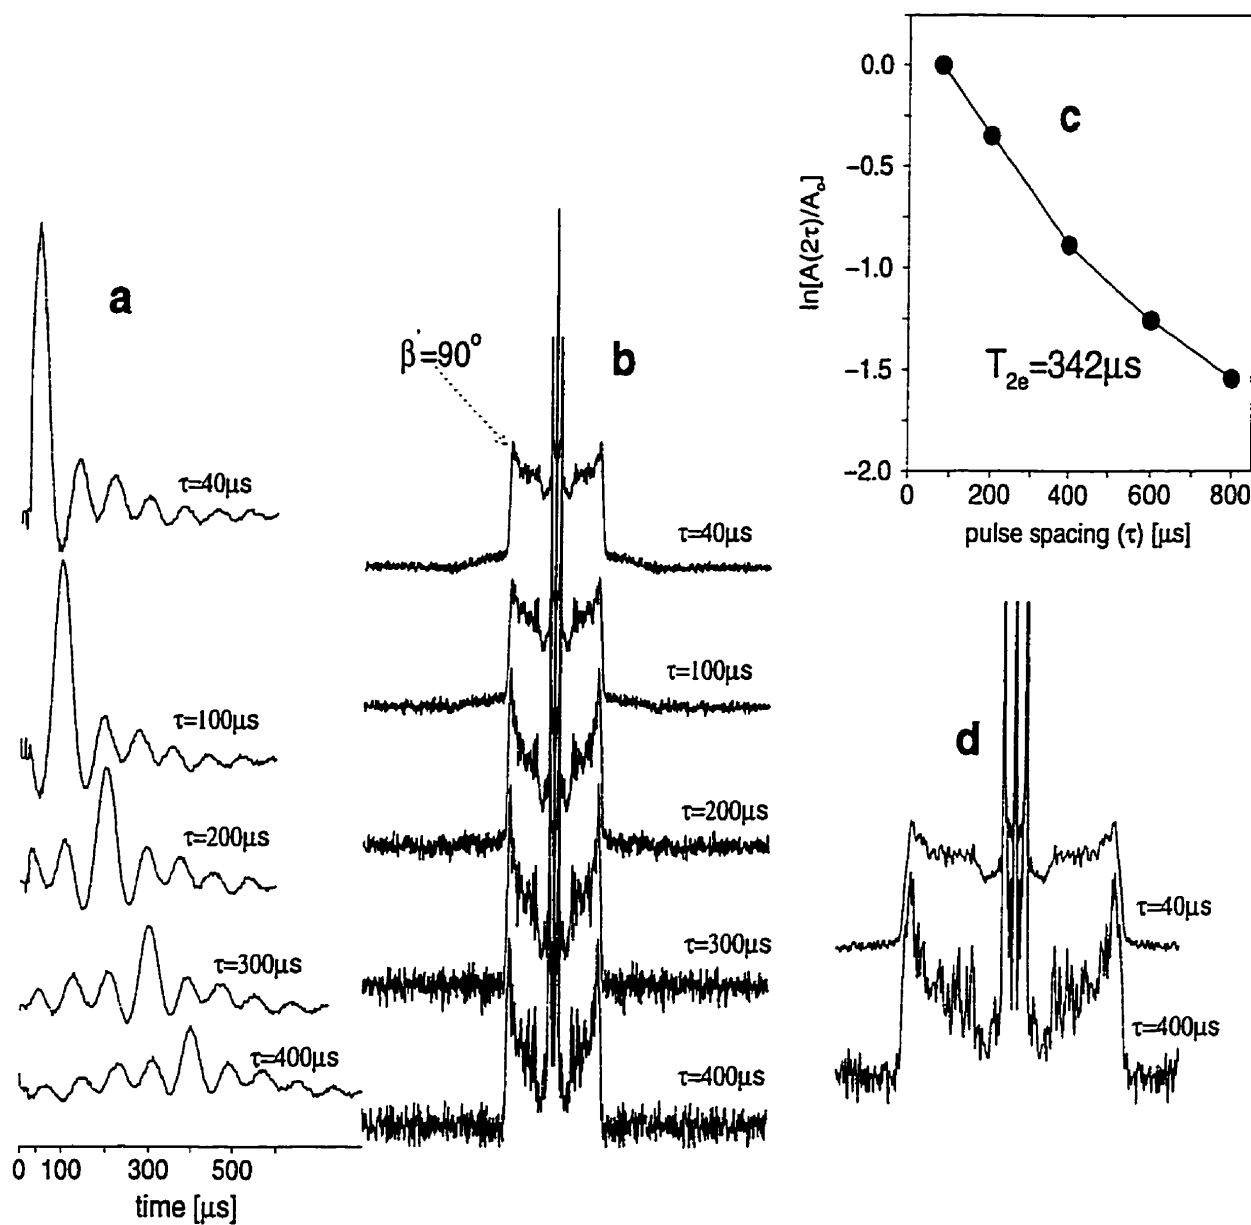 a
τ=40μs
τ=100μs
τ=200μs
τ=300μs
τ=400μs
0 100 300 500
time [μs]
β'=90°
b
τ=40μs
τ=100μs
τ=200μs
τ=300μs
τ=400μs
0.0
−0.5
−1.0
−1.5
−2.0
ln[A(2τ)/A₀]
c
T₂ₑ=342μs
0 200 400 600 800
pulse spacing (τ) [μs]
d
τ=40μs
τ=400μs